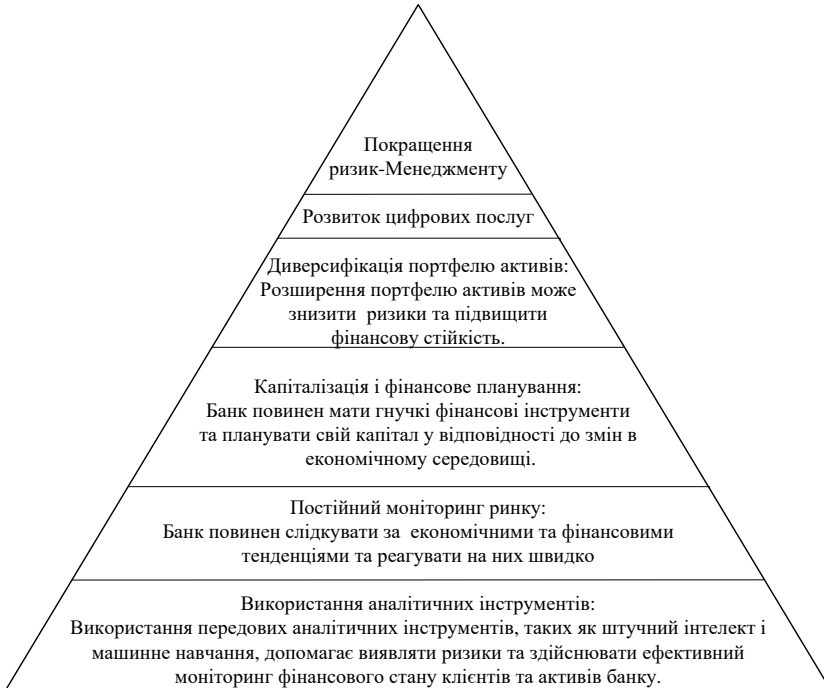 Покращення
ризик-Менеджменту
Розвиток цифрових послуг
Диверсифікація портфелю активів:
Розширення портфелю активів може
знизити ризики та підвищити
фінансову стійкість.
Капіталізація і фінансове планування:
Банк повинен мати гнучкі фінансові інструменти
та планувати свій капітал у відповідності до змін в
економічному середовищі.
Постійний моніторинг ринку:
Банк повинен слідкувати за економічними та фінансовими
тенденціями та реагувати на них швидко
Використання аналітичних інструментів:
Використання передових аналітичних інструментів, таких як штучний інтелект і
машинне навчання, допомагає виявляти ризики та здійснювати ефективний
моніторинг фінансового стану клієнтів та активів банку.